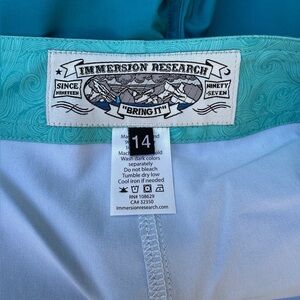 IMMERSION RESEARCH
SINCE
NINETEEN
NINETY
SEVEN
"BRING IT"
14
Wash dark colors
separately
Do not bleach
Tumble dry low
Cool iron if needed
RN# 108629
CA# 32350
immersionresearch.com